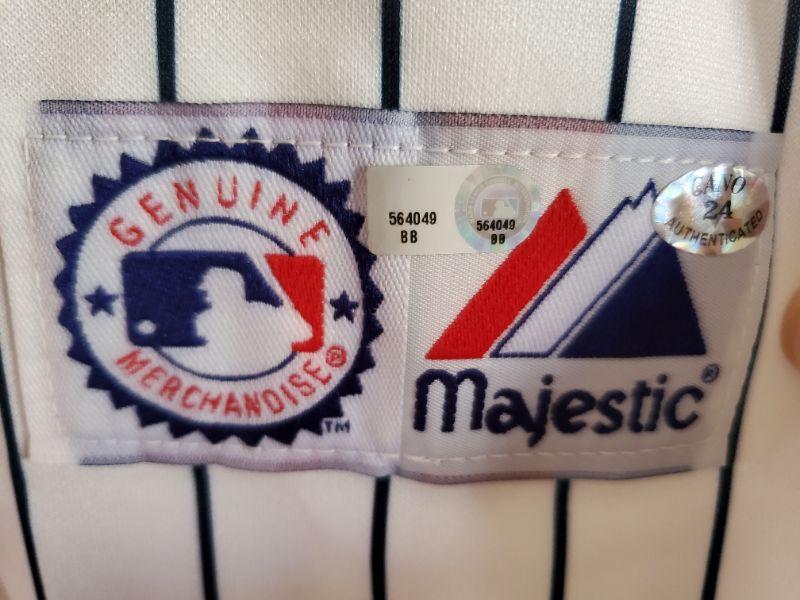 GENUINE
MERCHANDISE®
TM
564049
BB
564049
BB
CANO
24
AUTHENTICATED
Majestic®